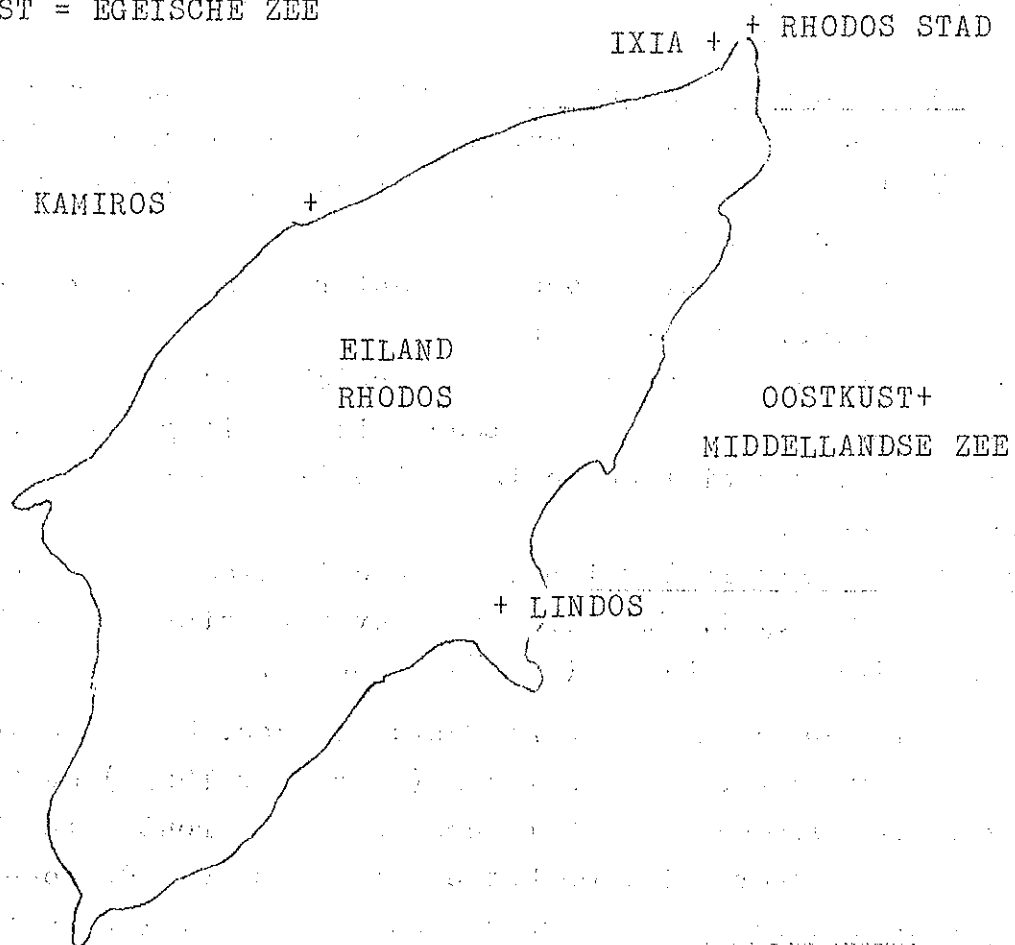 ST = EGEISCHE ZEE
+ RHODOS STAD
IXIA +
KAMIROS +
EILAND
RHODOS
OOSTKUST+
MIDDELLANDSE ZEE
+ LINDOS